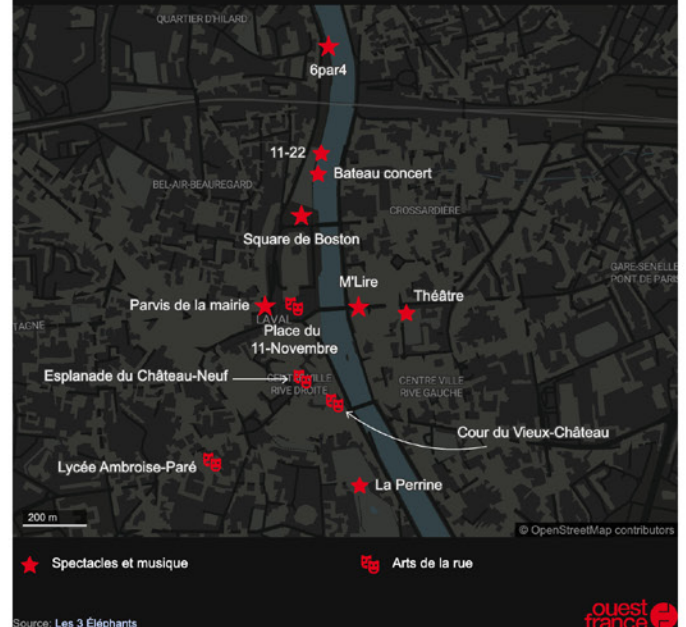 QUARTIER D'HILARD
6par4
11-22
Bateau concert
BEL-AIR-BEAUREGARD
CROSSARDIÈRE
Square de Boston
GARE-SENELLE
PONT DE PARIS
M'Lire
Théâtre
Parvis de la mairie
LAVAL
TAGNE
Place du
11-Novembre
Esplanade du Château-Neuf
CENTRE VILLE
RIVE DROITE
CENTRE VILLE
RIVE GAUCHE
Cour du Vieux-Château
Lycée Ambroise-Paré
La Perrine
200 m
© OpenStreetMap contributors
Spectacles et musique
Arts de la rue
Source: Les 3 Éléphants
ouest
france